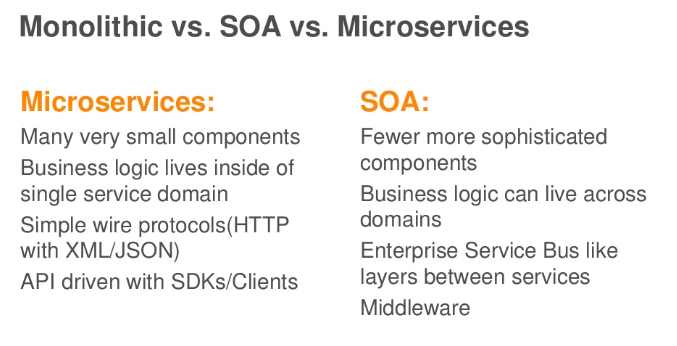 Monolithic vs. SOA vs. Microservices
Microservices:
Many very small components
Business logic lives inside of
single service domain
Simple wire protocols(HTTP
with XML/JSON)
API driven with SDKs/Clients
SOA:
Fewer more sophisticated
components
Business logic can live across
domains
Enterprise Service Bus like
layers between services
Middleware